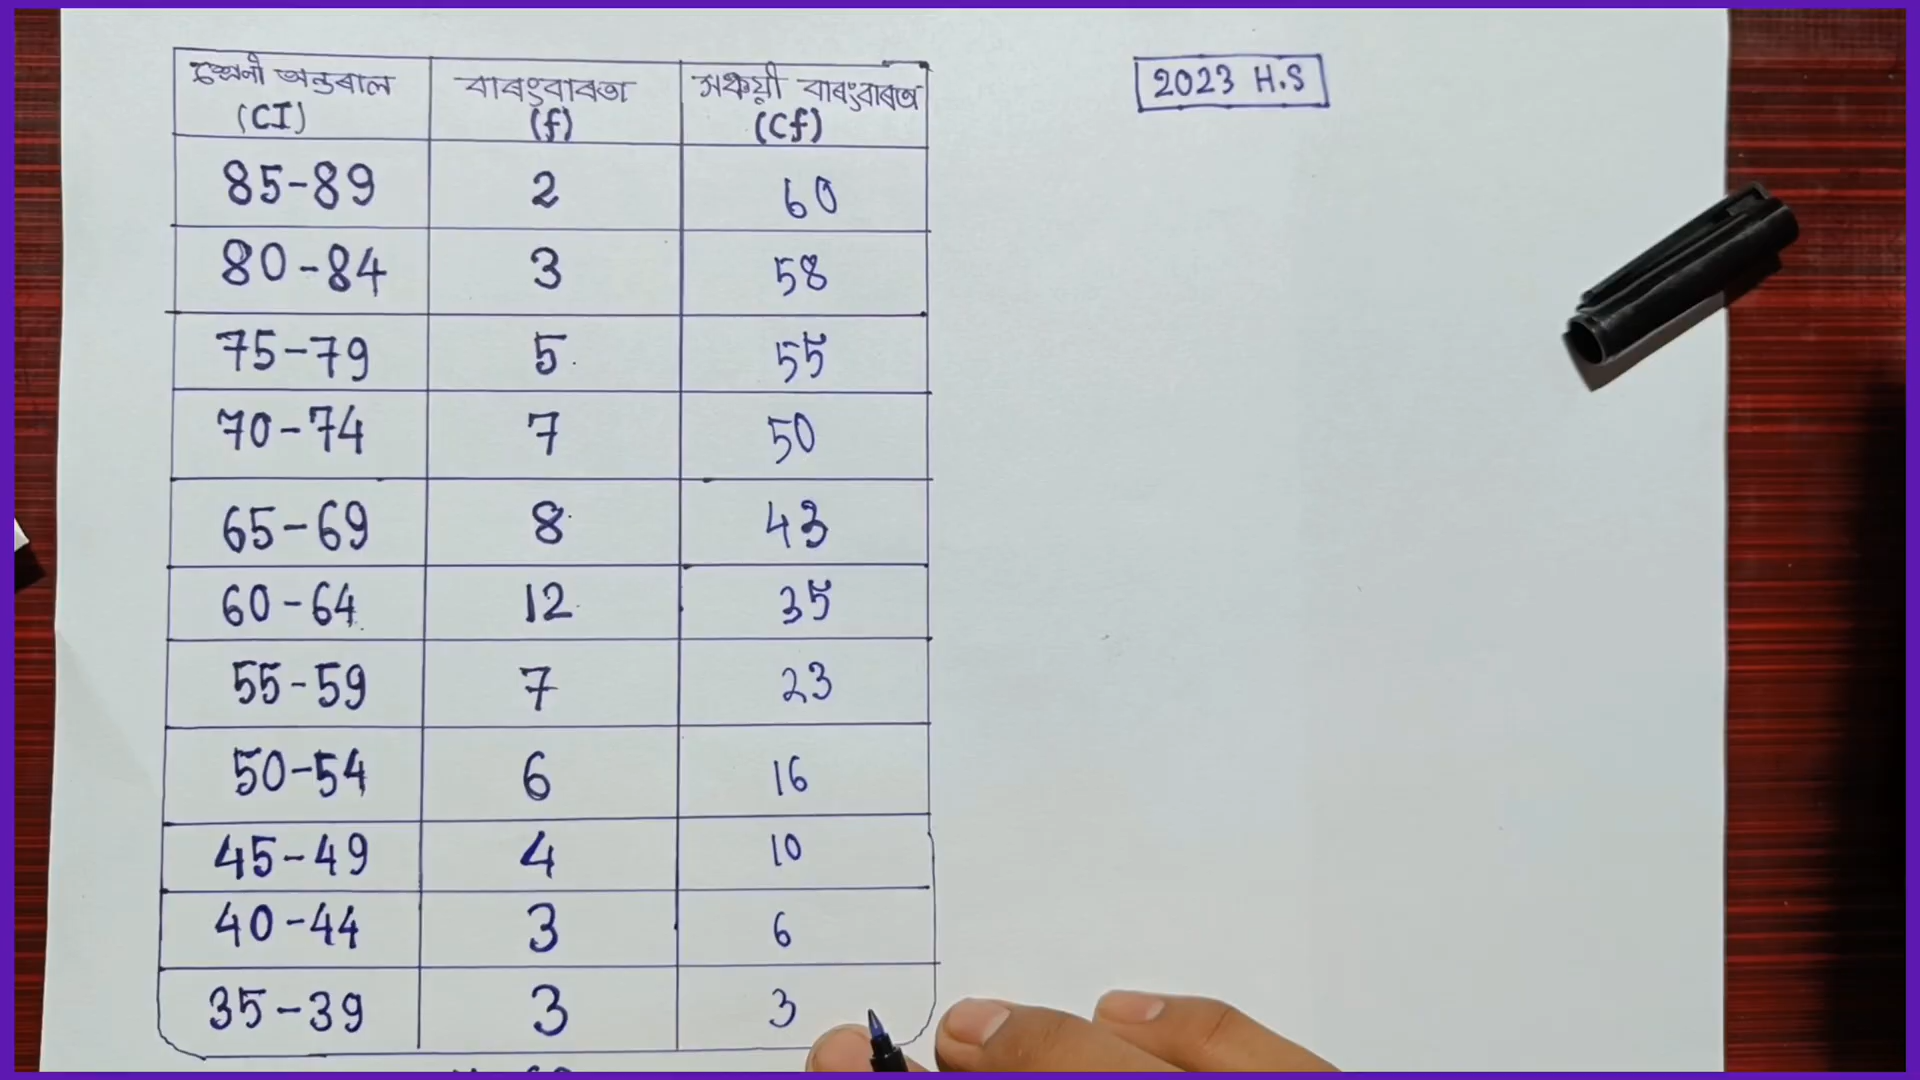 শ্রেণী অন্তৰাল বাৰংবাৰতা সঞ্চয়ী বাৰংবাৰতা
(CI) (f) (Cf)
2023 H.S
85-89 2 60
80-84 3 58
75-79 5 55
70-74 7 50
65-69 8 43
60-64 12 35
55-59 7 23
50-54 6 16
45-49 4 10
40-44 3 6
35-39 3 3